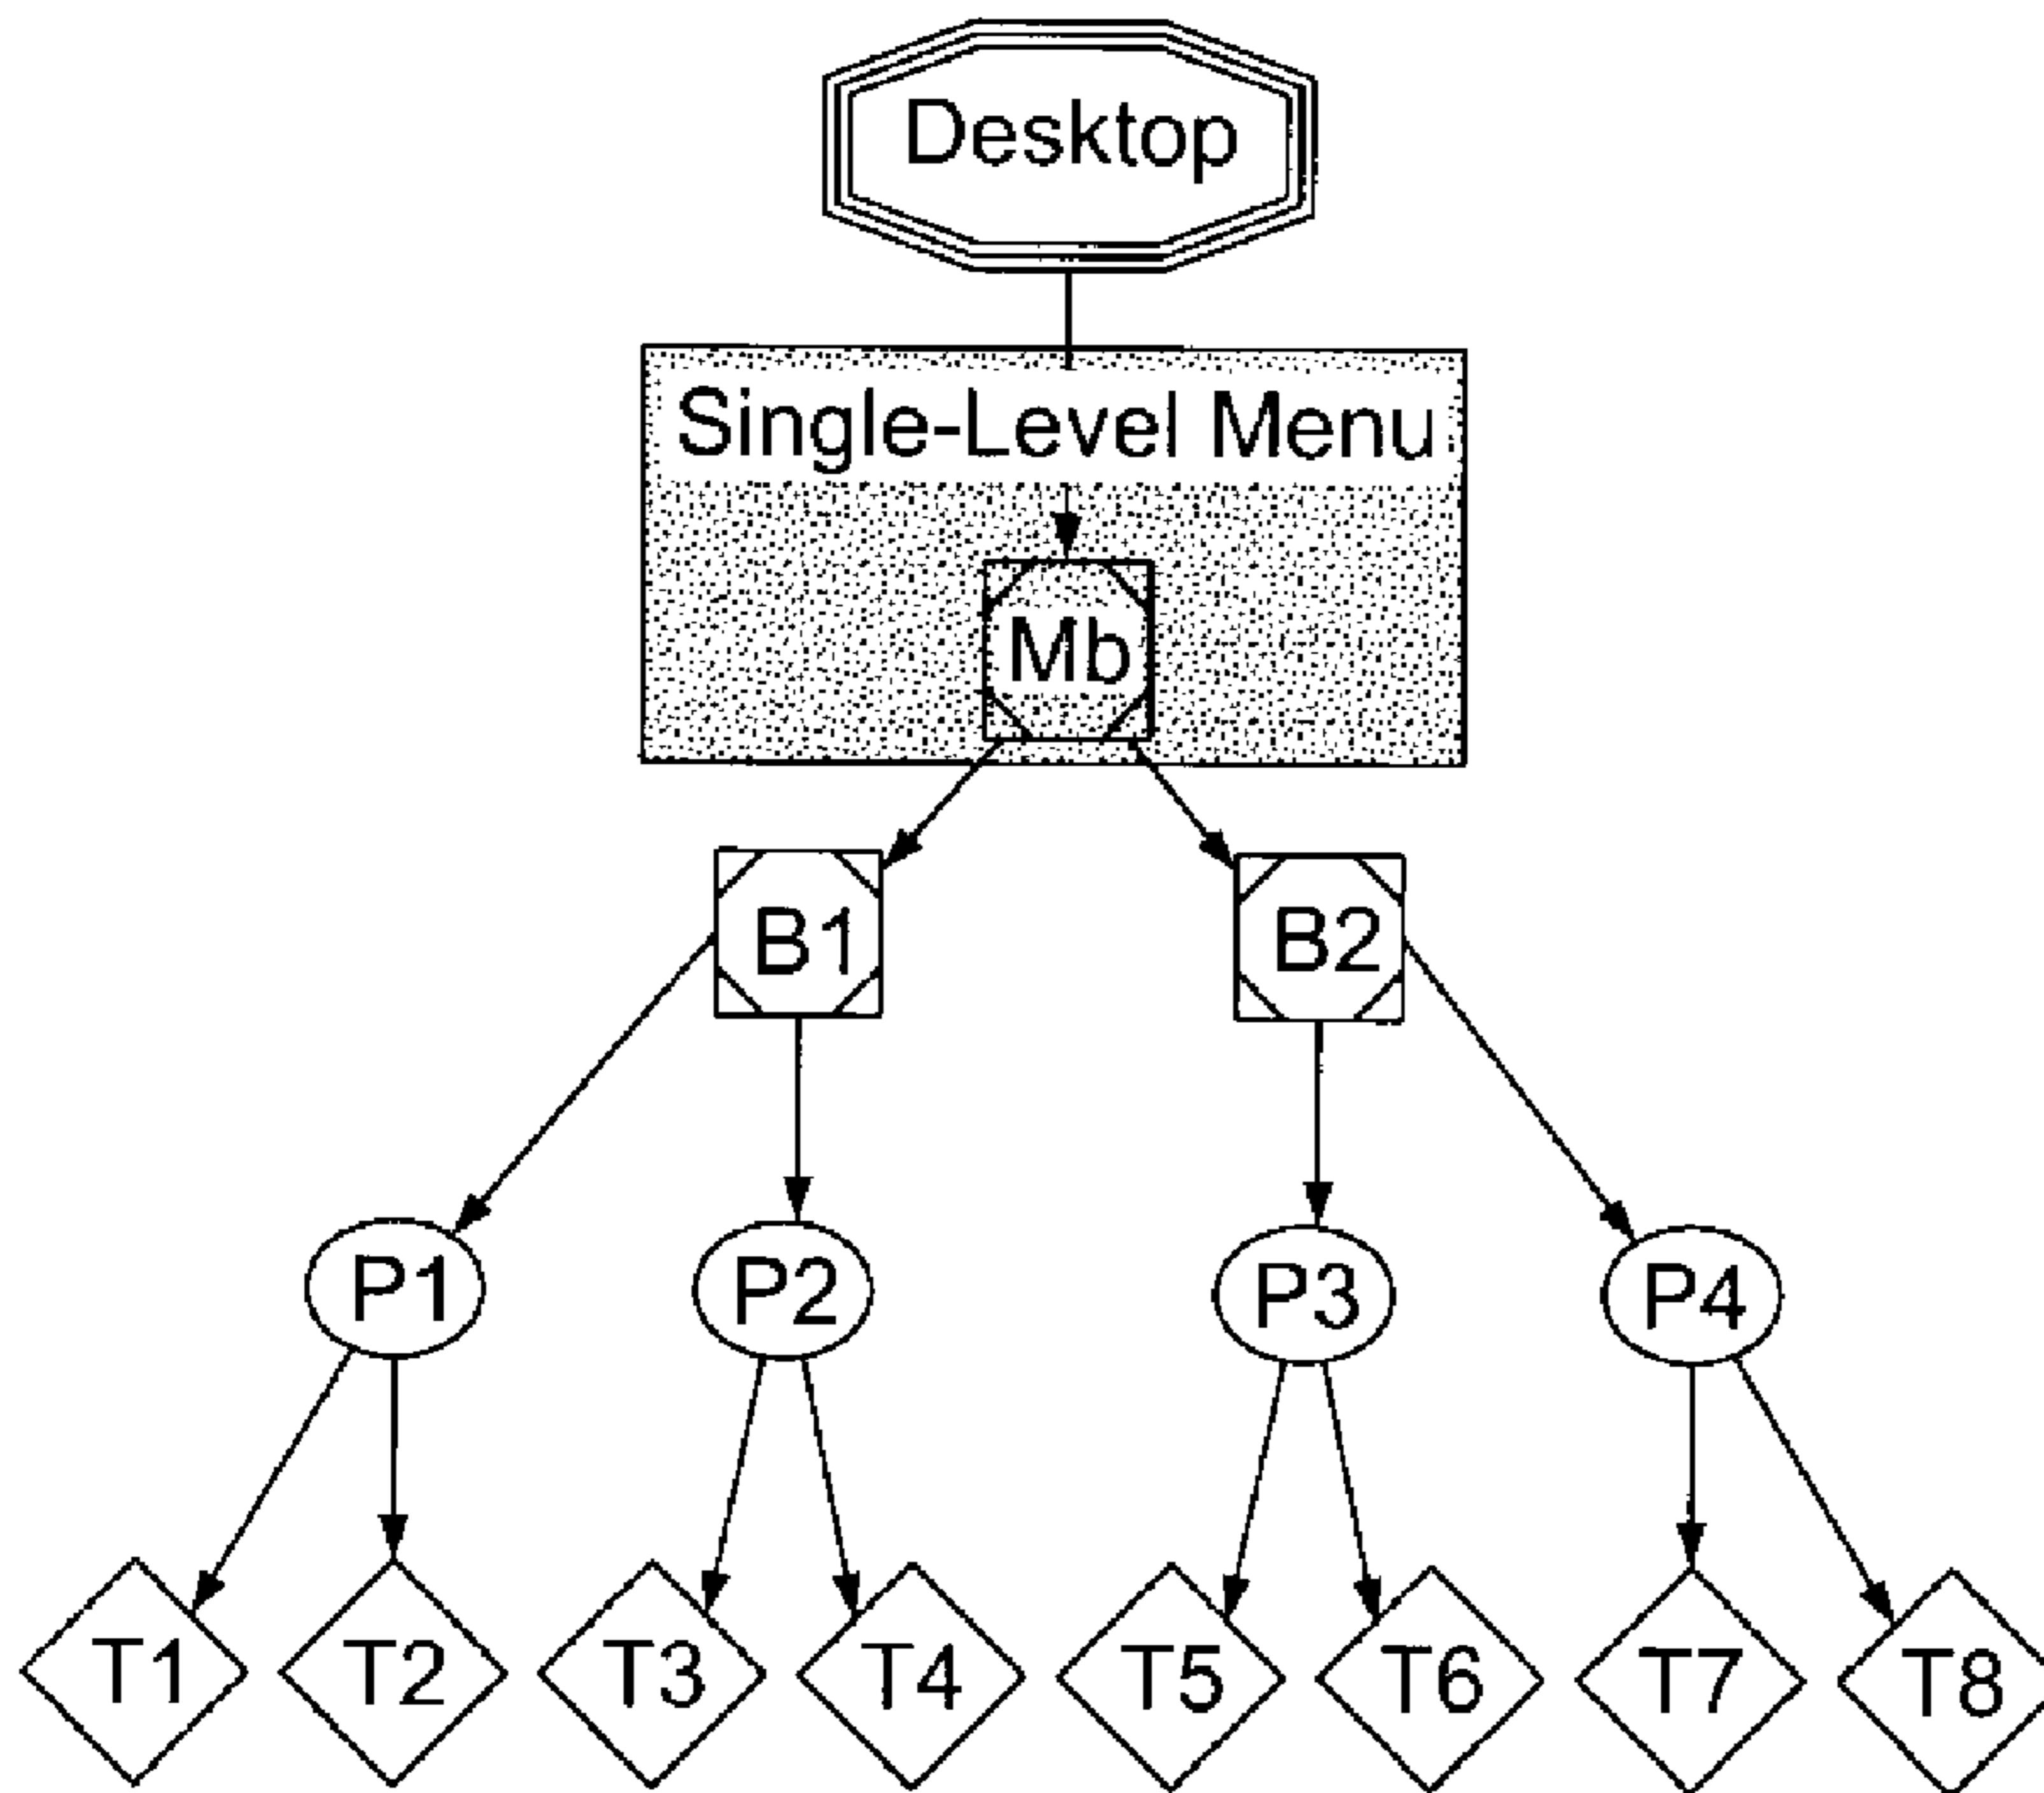 Desktop
Single-Level Menu
Mb
B1 B2
P1 P2 P3 P4
T1 T2 T3 T4 T5 T6 T7 T8